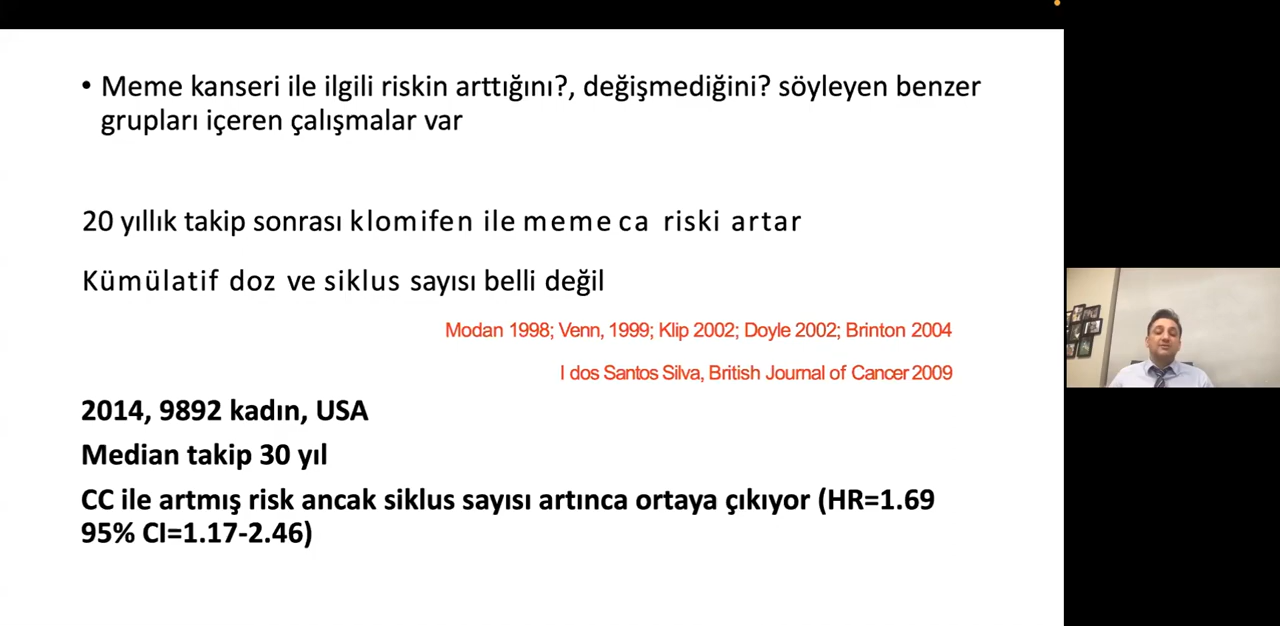 • Meme kanseri ile ilgili riskin arttığını?, değişmediğini? söyleyen benzer
grupları içeren çalışmalar var
20 yıllık takip sonrası klomifen ile meme ca riski artar
Kümülatif doz ve siklus sayısı belli değil
Modan 1998; Venn, 1999; Klip 2002; Doyle 2002; Brinton 2004
I dos Santos Silva, British Journal of Cancer 2009
2014, 9892 kadın, USA
Median takip 30 yıl
CC ile artmış risk ancak siklus sayısı artınca ortaya çıkıyor (HR=1.69
95% CI=1.17-2.46)